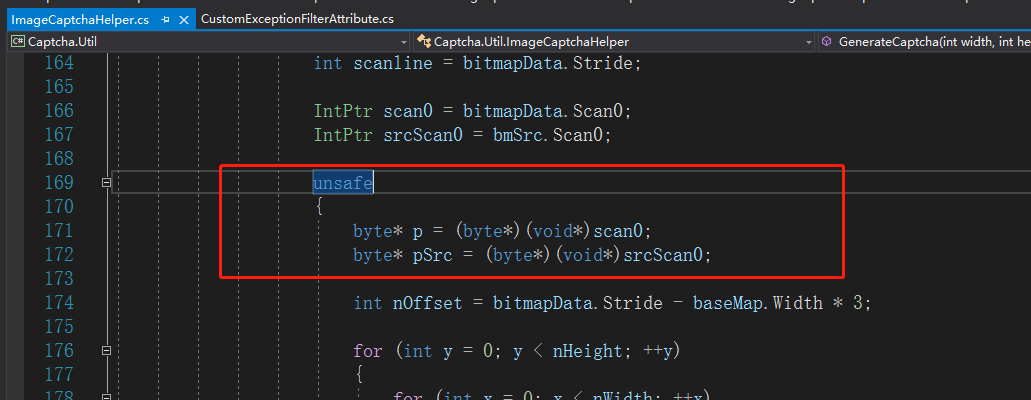 ImageCaptchaHelper.cs CustomExceptionFilterAttribute.cs
C# Captcha.Util Captcha.Util.ImageCaptchaHelper GenerateCaptcha(int width, int he
164 int scanline = bitmapData.Stride;
165
166 IntPtr scan0 = bitmapData.Scan0;
167 IntPtr srcScan0 = bmSrc.Scan0;
168
169 unsafe
170 {
171 byte* p = (byte*)(void*)scan0;
172 byte* pSrc = (byte*)(void*)srcScan0;
173
174 int nOffset = bitmapData.Stride - baseMap.Width * 3;
175
176 for (int y = 0; y < nHeight; ++y)
177 {
178 for (int x = 0; x < nWidth; ++x)